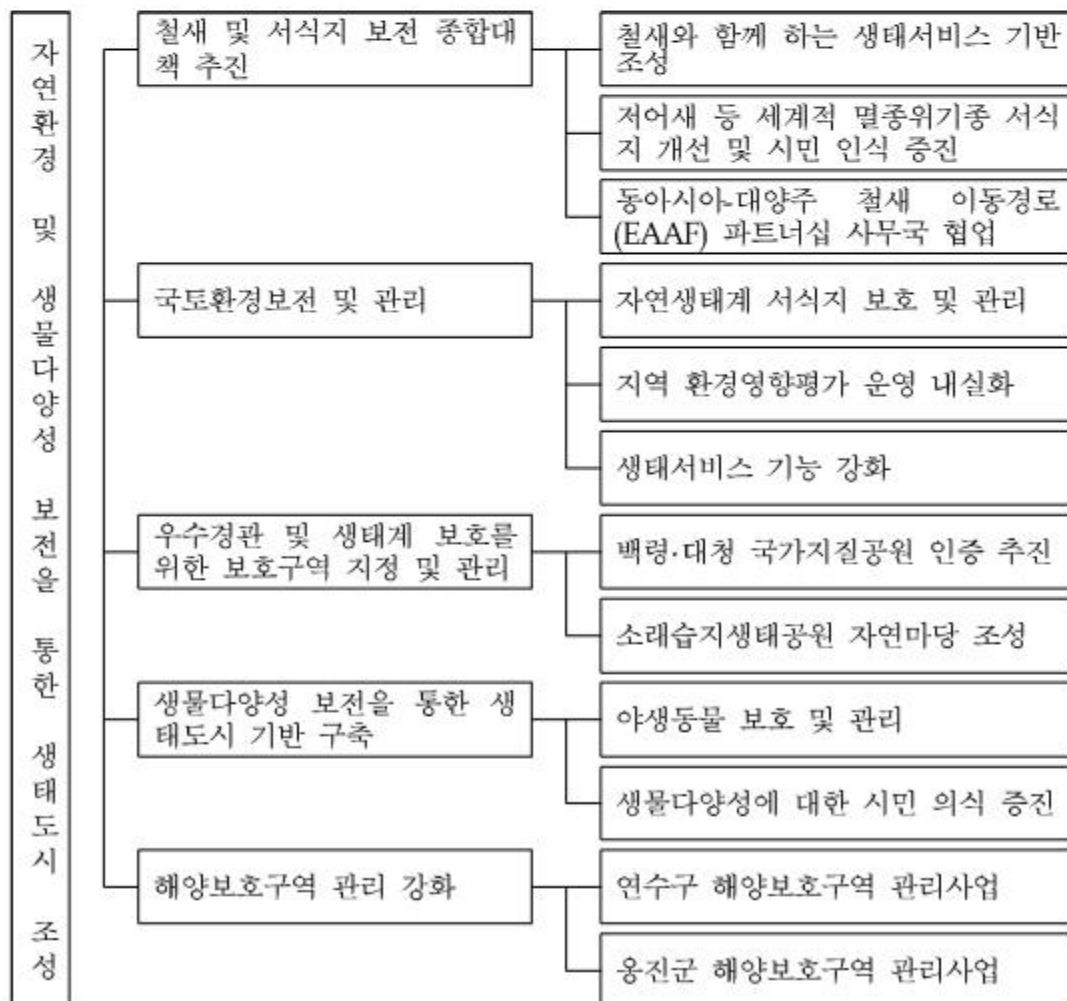 자연환경 및 생물다양성 보전을 통한 생태도시 조성
철새 및 서식지 보전 종합대
책 추진
철새와 함께 하는 생태서비스 기반
조성
저어새 등 세계적 멸종위기종 서식
지 개선 및 시민 인식 증진
동아시아-대양주 철새 이동경로
(EAAF) 파트너십 사무국 협업
국토환경보전 및 관리
자연생태계 서식지 보호 및 관리
지역 환경영향평가 운영 내실화
생태서비스 기능 강화
우수경관 및 생태계 보호를
위한 보호구역 지정 및 관리
백령·대청 국가지질공원 인증 추진
소래습지생태공원 자연마당 조성
생물다양성 보전을 통한 생
태도시 기반 구축
야생동물 보호 및 관리
생물다양성에 대한 시민 의식 증진
해양보호구역 관리 강화
연수구 해양보호구역 관리사업
옹진군 해양보호구역 관리사업